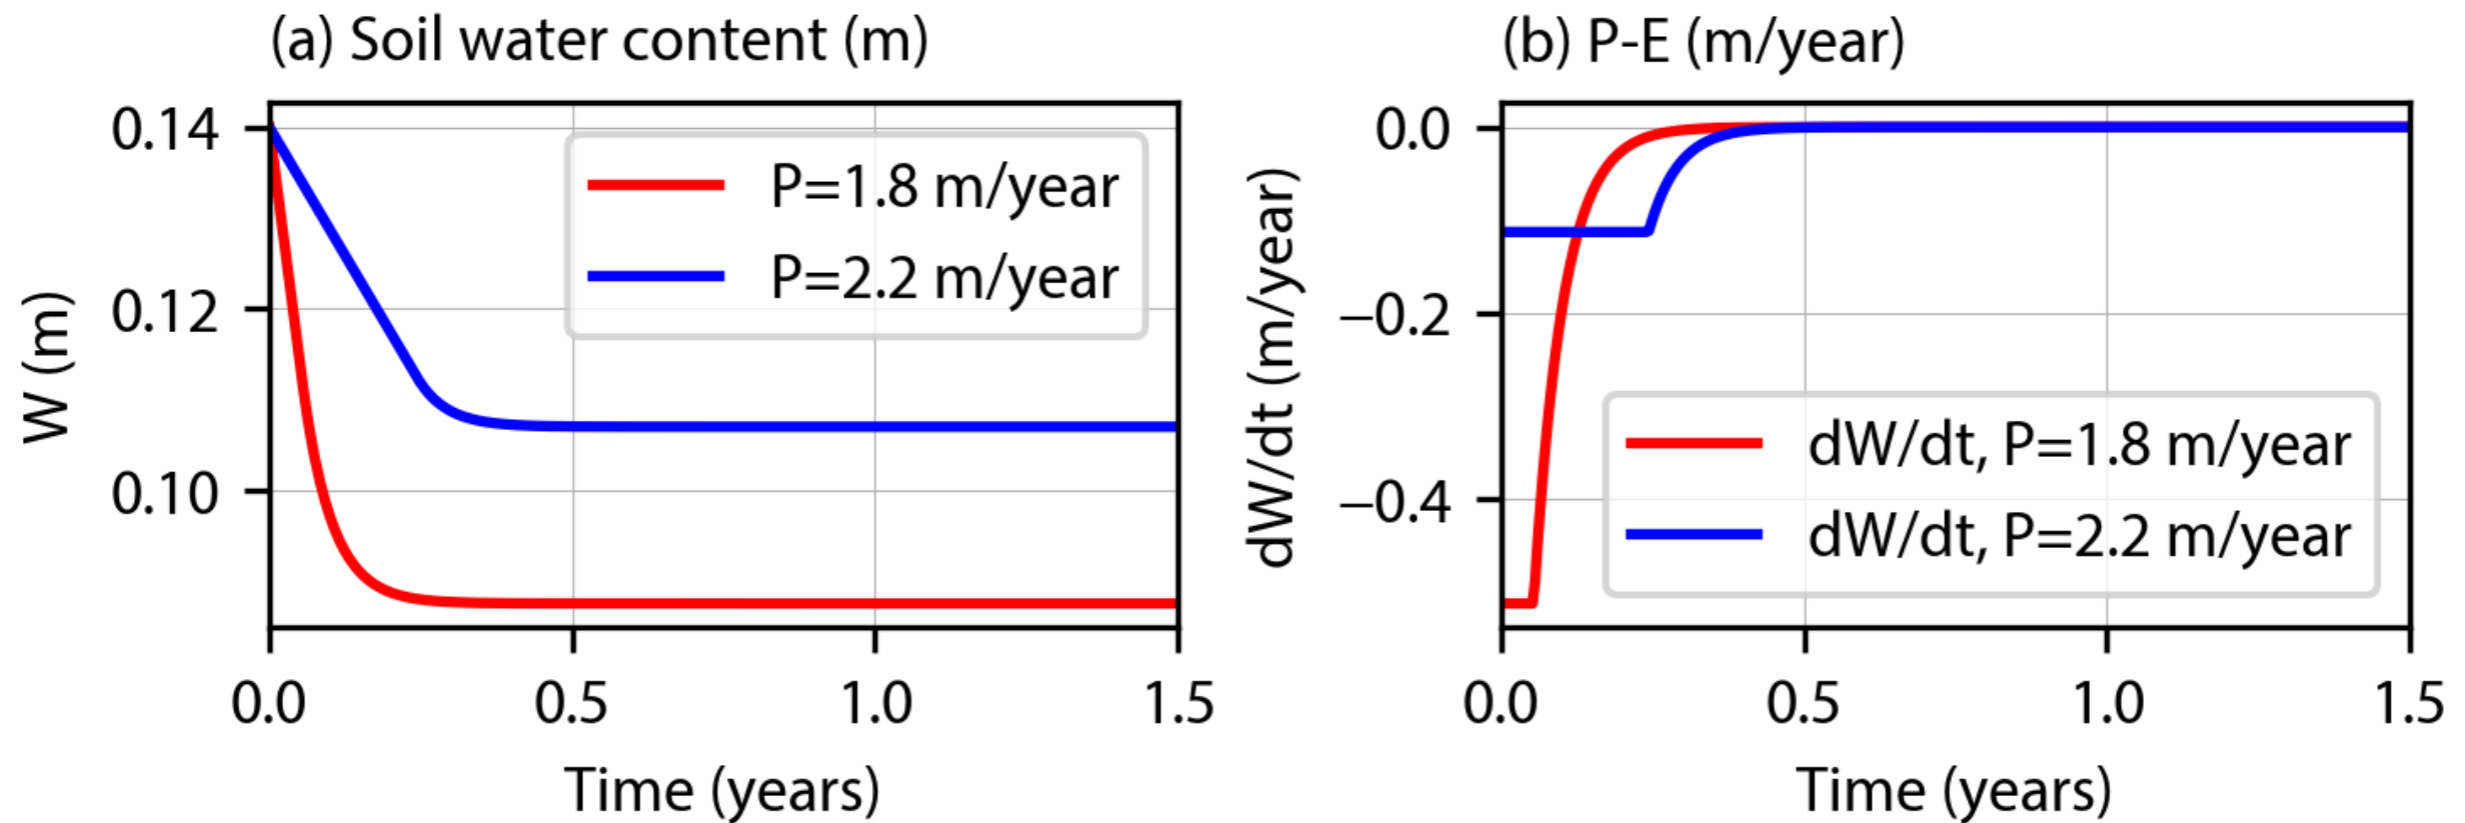 (a) Soil water content (m)
W (m)
0.14
0.12
0.10
P=1.8 m/year
P=2.2 m/year
0.0
0.5
1.0
1.5
Time (years)
(b) P-E (m/year)
dW/dt (m/year)
0.0
−0.2
−0.4
dW/dt, P=1.8 m/year
dW/dt, P=2.2 m/year
0.0
0.5
1.0
1.5
Time (years)